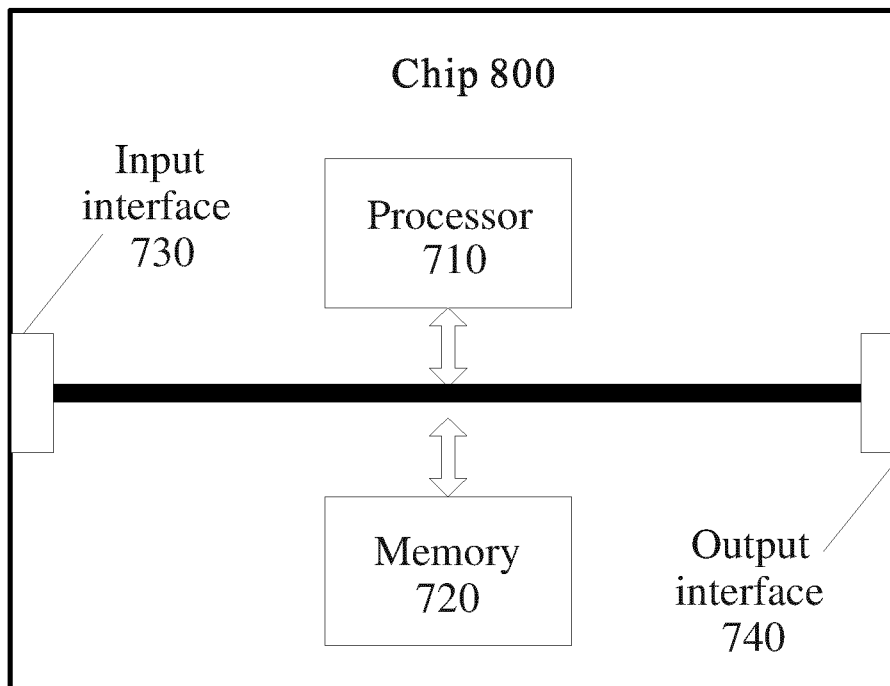 Chip 800
Input
interface
730
Processor
710
Memory
720
Output
interface
740